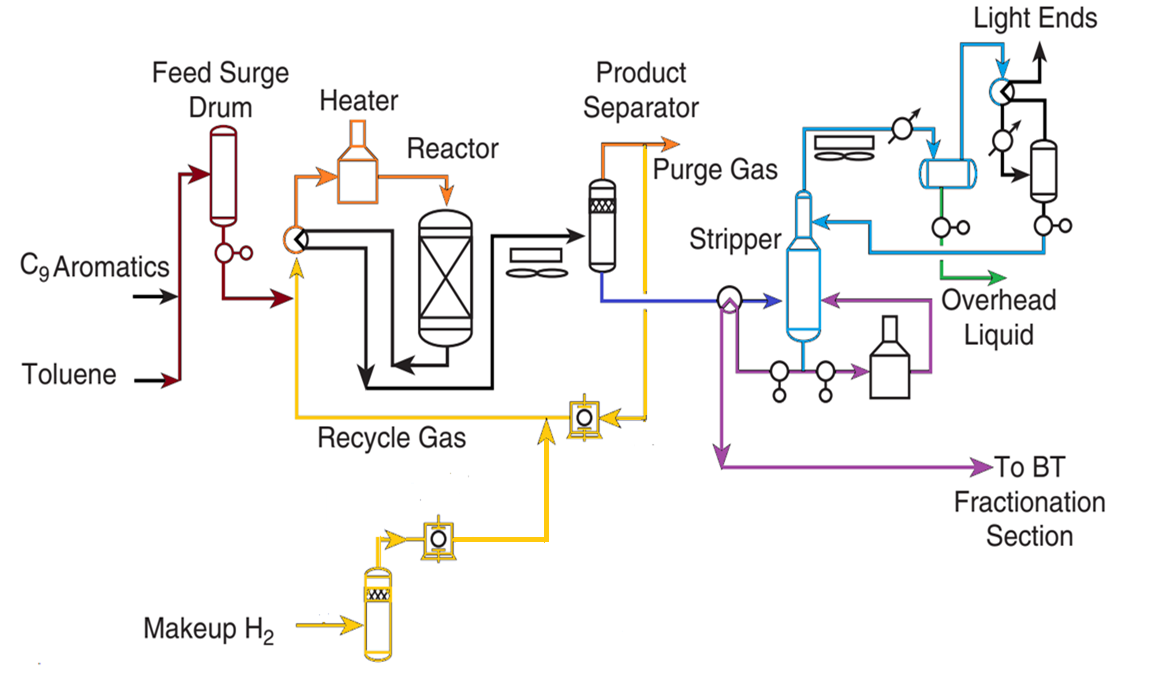 Light Ends
Feed Surge
Drum
Heater
Product
Separator
Reactor
Purge Gas
Stripper
C₉ Aromatics
Overhead
Liquid
Toluene
Recycle Gas
To BT
Fractionation
Section
Makeup H₂